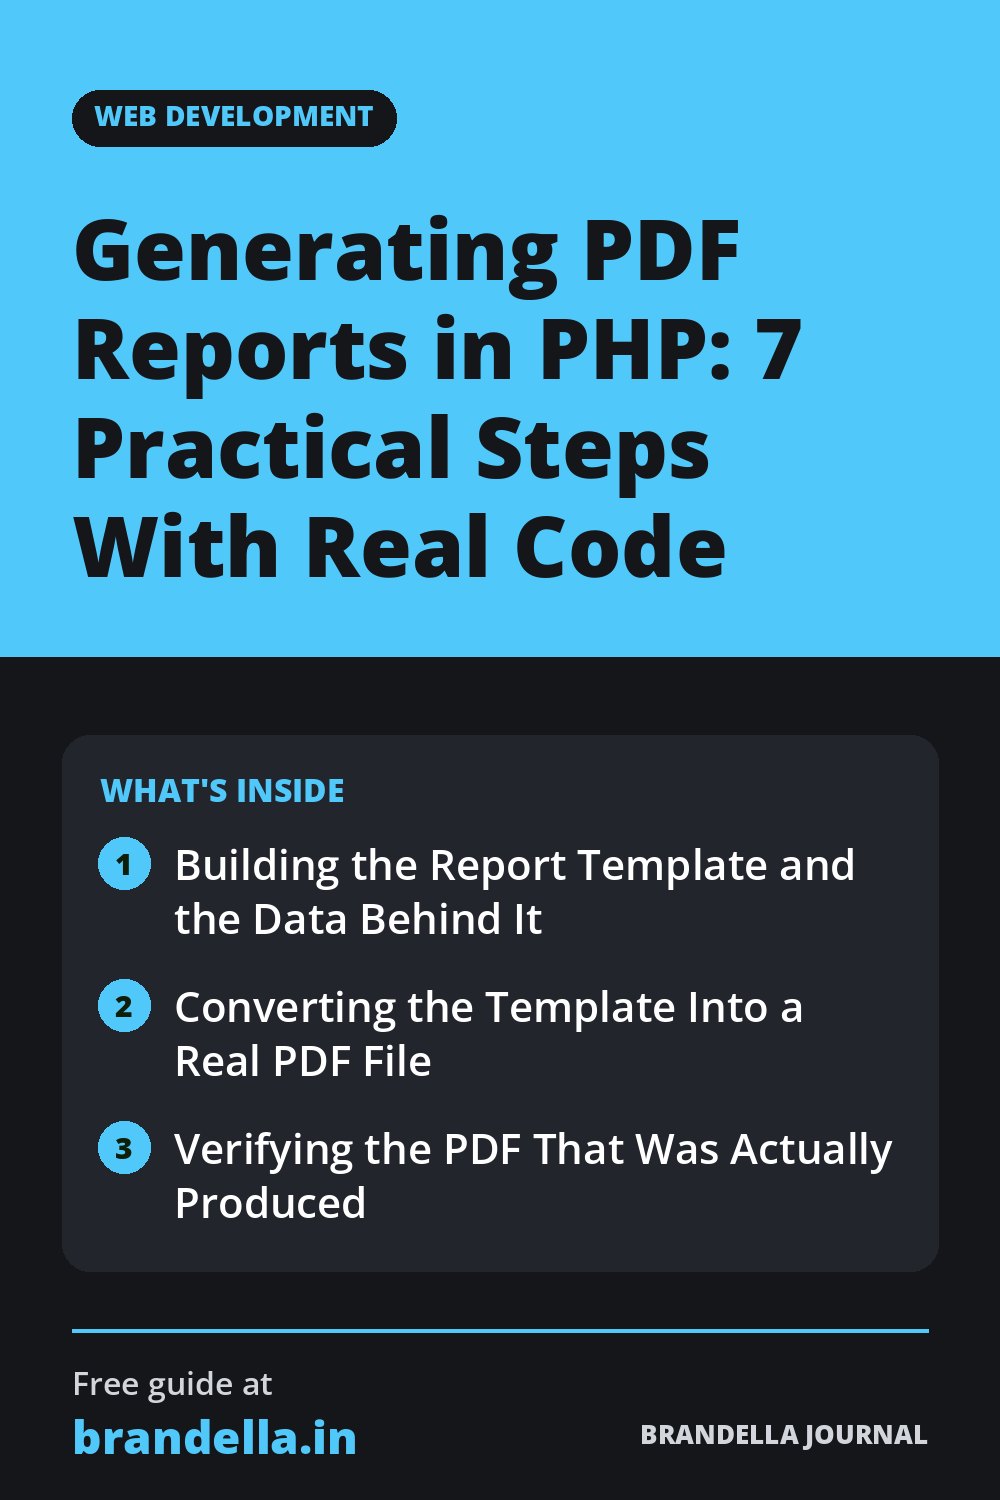 WEB DEVELOPMENT
Generating PDF
Reports in PHP: 7
Practical Steps
With Real Code
WHAT'S INSIDE
1 Building the Report Template and
the Data Behind It
2 Converting the Template Into a
Real PDF File
3 Verifying the PDF That Was Actually
Produced
Free guide at
brandella.in
BRANDELLA JOURNAL